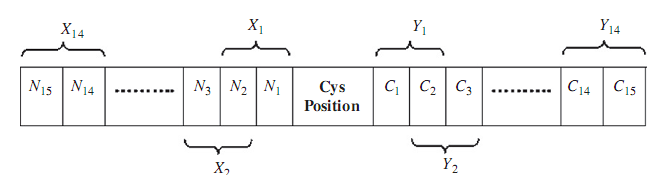 X14 X1 Y1 Y14
N15 N14 .......... N3 N2 N1 Cys C1 C2 C3 .......... C14 C15
Position
X2 Y2